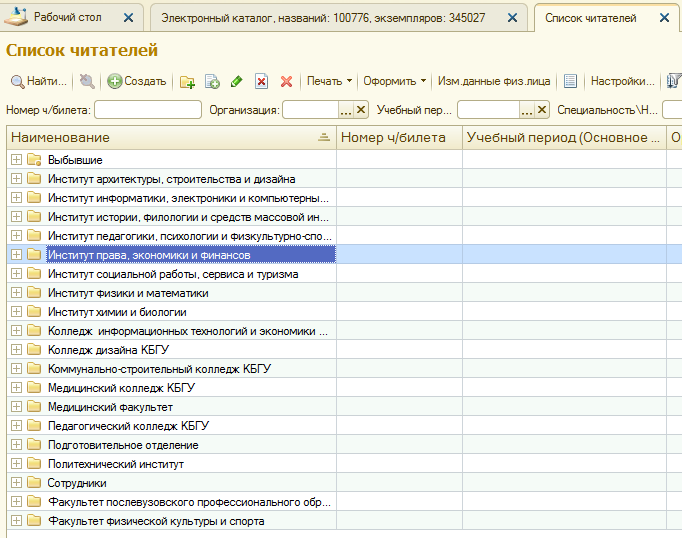 Рабочий стол
Электронный каталог, названий: 100776, экземпляров: 345027
Список читателей
Список читателей
Найти... Создать Печать Оформить Изм.данные физ.лица Настройки...
Номер ч/билета: Организация: ... Учебный пер... ... Специальность\Н...
Наименование Номер ч/билета Учебный период (Основное ...
Выбывшие
Институт архитектуры, строительства и дизайна
Институт информатики, электроники и компьютерны...
Институт истории, филологии и средств массовой ин...
Институт педагогики, психологии и физкультурно-спо...
Институт права, экономики и финансов
Институт социальной работы, сервиса и туризма
Институт физики и математики
Институт химии и биологии
Колледж информационных технологий и экономики ...
Колледж дизайна КБГУ
Коммунально-строительный колледж КБГУ
Медицинский колледж КБГУ
Медицинский факультет
Педагогический колледж КБГУ
Подготовительное отделение
Политехнический институт
Сотрудники
Факультет послевузовского профессионального обр...
Факультет физической культуры и спорта